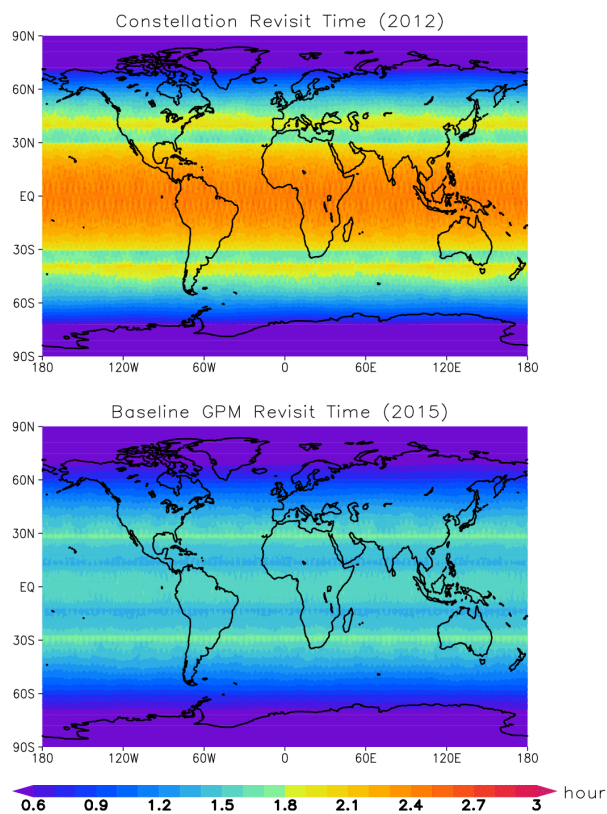 Constellation Revisit Time (2012)
90N
60N
30N
EQ
30S
60S
90S
180 120W 60W 0 60E 120E 180
Baseline GPM Revisit Time (2015)
90N
60N
30N
EQ
30S
60S
90S
180 120W 60W 0 60E 120E 180
hour
0.6 0.9 1.2 1.5 1.8 2.1 2.4 2.7 3